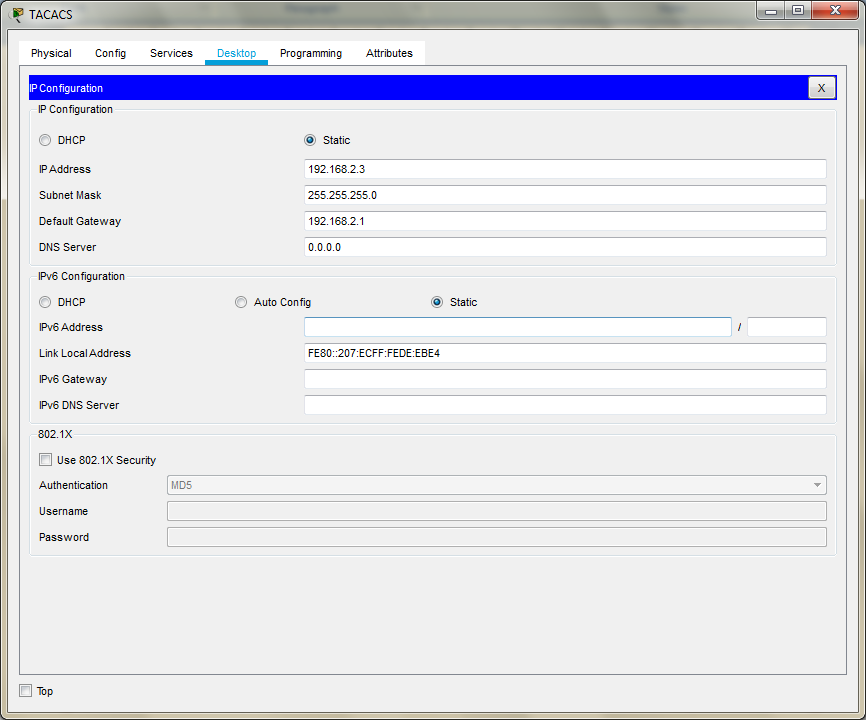 TACACS
Physical Config Services Desktop Programming Attributes
IP Configuration X
IP Configuration
DHCP Static
IP Address 192.168.2.3
Subnet Mask 255.255.255.0
Default Gateway 192.168.2.1
DNS Server 0.0.0.0
IPv6 Configuration
DHCP Auto Config Static
IPv6 Address /
Link Local Address FE80::207:ECFF:FEDE:EBE4
IPv6 Gateway
IPv6 DNS Server
802.1X
Use 802.1X Security
Authentication MD5
Username
Password
Top